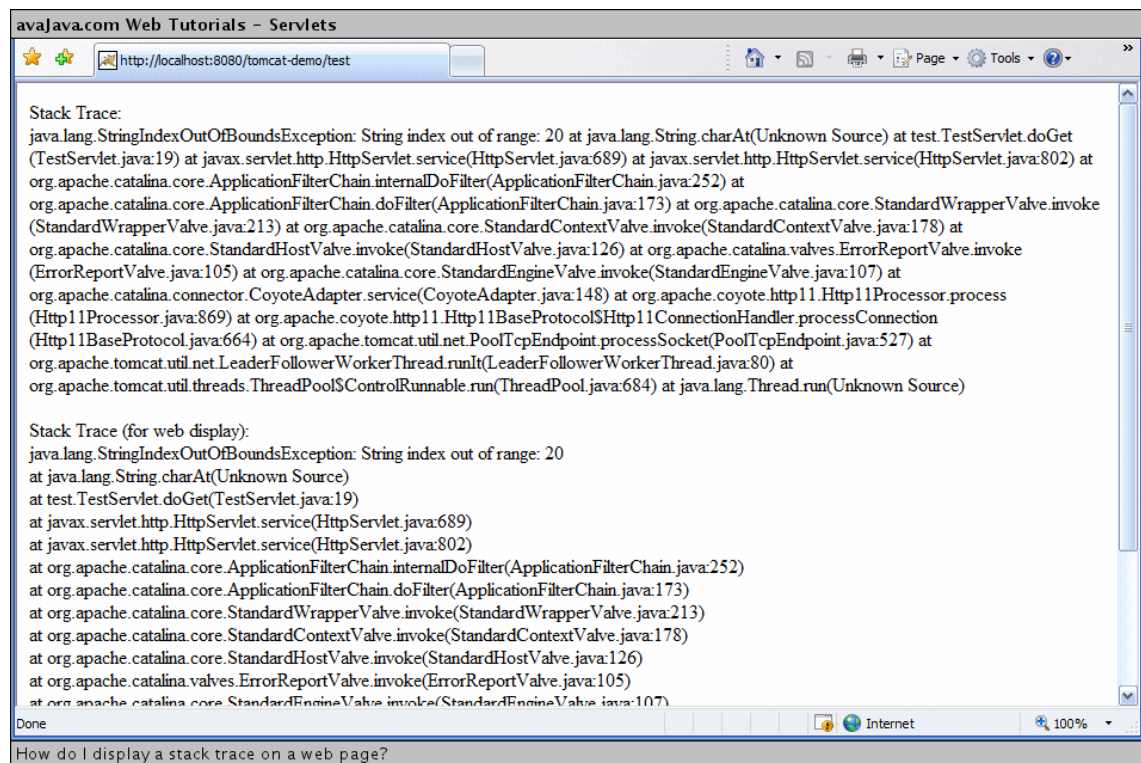 avaJava.com Web Tutorials - Servlets
http://localhost:8080/tomcat-demo/test
Page
Tools
»
Stack Trace:
java.lang.StringIndexOutOfBoundsException: String index out of range: 20 at java.lang.String.charAt(Unknown Source) at test.TestServlet.doGet
(TestServlet.java:19) at javax.servlet.http.HttpServlet.service(HttpServlet.java:689) at javax.servlet.http.HttpServlet.service(HttpServlet.java:802) at
org.apache.catalina.core.ApplicationFilterChain.internalDoFilter(ApplicationFilterChain.java:252) at
org.apache.catalina.core.ApplicationFilterChain.doFilter(ApplicationFilterChain.java:173) at org.apache.catalina.core.StandardWrapperValve.invoke
(StandardWrapperValve.java:213) at org.apache.catalina.core.StandardContextValve.invoke(StandardContextValve.java:178) at
org.apache.catalina.core.StandardHostValve.invoke(StandardHostValve.java:126) at org.apache.catalina.valves.ErrorReportValve.invoke
(ErrorReportValve.java:105) at org.apache.catalina.core.StandardEngineValve.invoke(StandardEngineValve.java:107) at
org.apache.catalina.connector.CoyoteAdapter.service(CoyoteAdapter.java:148) at org.apache.coyote.http11.Http11Processor.process
(Http11Processor.java:869) at org.apache.coyote.http11.Http11BaseProtocol$Http11ConnectionHandler.processConnection
(Http11BaseProtocol.java:664) at org.apache.tomcat.util.net.PoolTcpEndpoint.processSocket(PoolTcpEndpoint.java:527) at
org.apache.tomcat.util.net.LeaderFollowerWorkerThread.runIt(LeaderFollowerWorkerThread.java:80) at
org.apache.tomcat.util.threads.ThreadPool$ControlRunnable.run(ThreadPool.java:684) at java.lang.Thread.run(Unknown Source)
Stack Trace (for web display):
java.lang.StringIndexOutOfBoundsException: String index out of range: 20
at java.lang.String.charAt(Unknown Source)
at test.TestServlet.doGet(TestServlet.java:19)
at javax.servlet.http.HttpServlet.service(HttpServlet.java:689)
at javax.servlet.http.HttpServlet.service(HttpServlet.java:802)
at org.apache.catalina.core.ApplicationFilterChain.internalDoFilter(ApplicationFilterChain.java:252)
at org.apache.catalina.core.ApplicationFilterChain.doFilter(ApplicationFilterChain.java:173)
at org.apache.catalina.core.StandardWrapperValve.invoke(StandardWrapperValve.java:213)
at org.apache.catalina.core.StandardContextValve.invoke(StandardContextValve.java:178)
at org.apache.catalina.core.StandardHostValve.invoke(StandardHostValve.java:126)
at org.apache.catalina.valves.ErrorReportValve.invoke(ErrorReportValve.java:105)
at org.apache.catalina.core.StandardEngineValve.invoke(StandardEngineValve.java:107)
Done
Internet
100%
How do I display a stack trace on a web page?